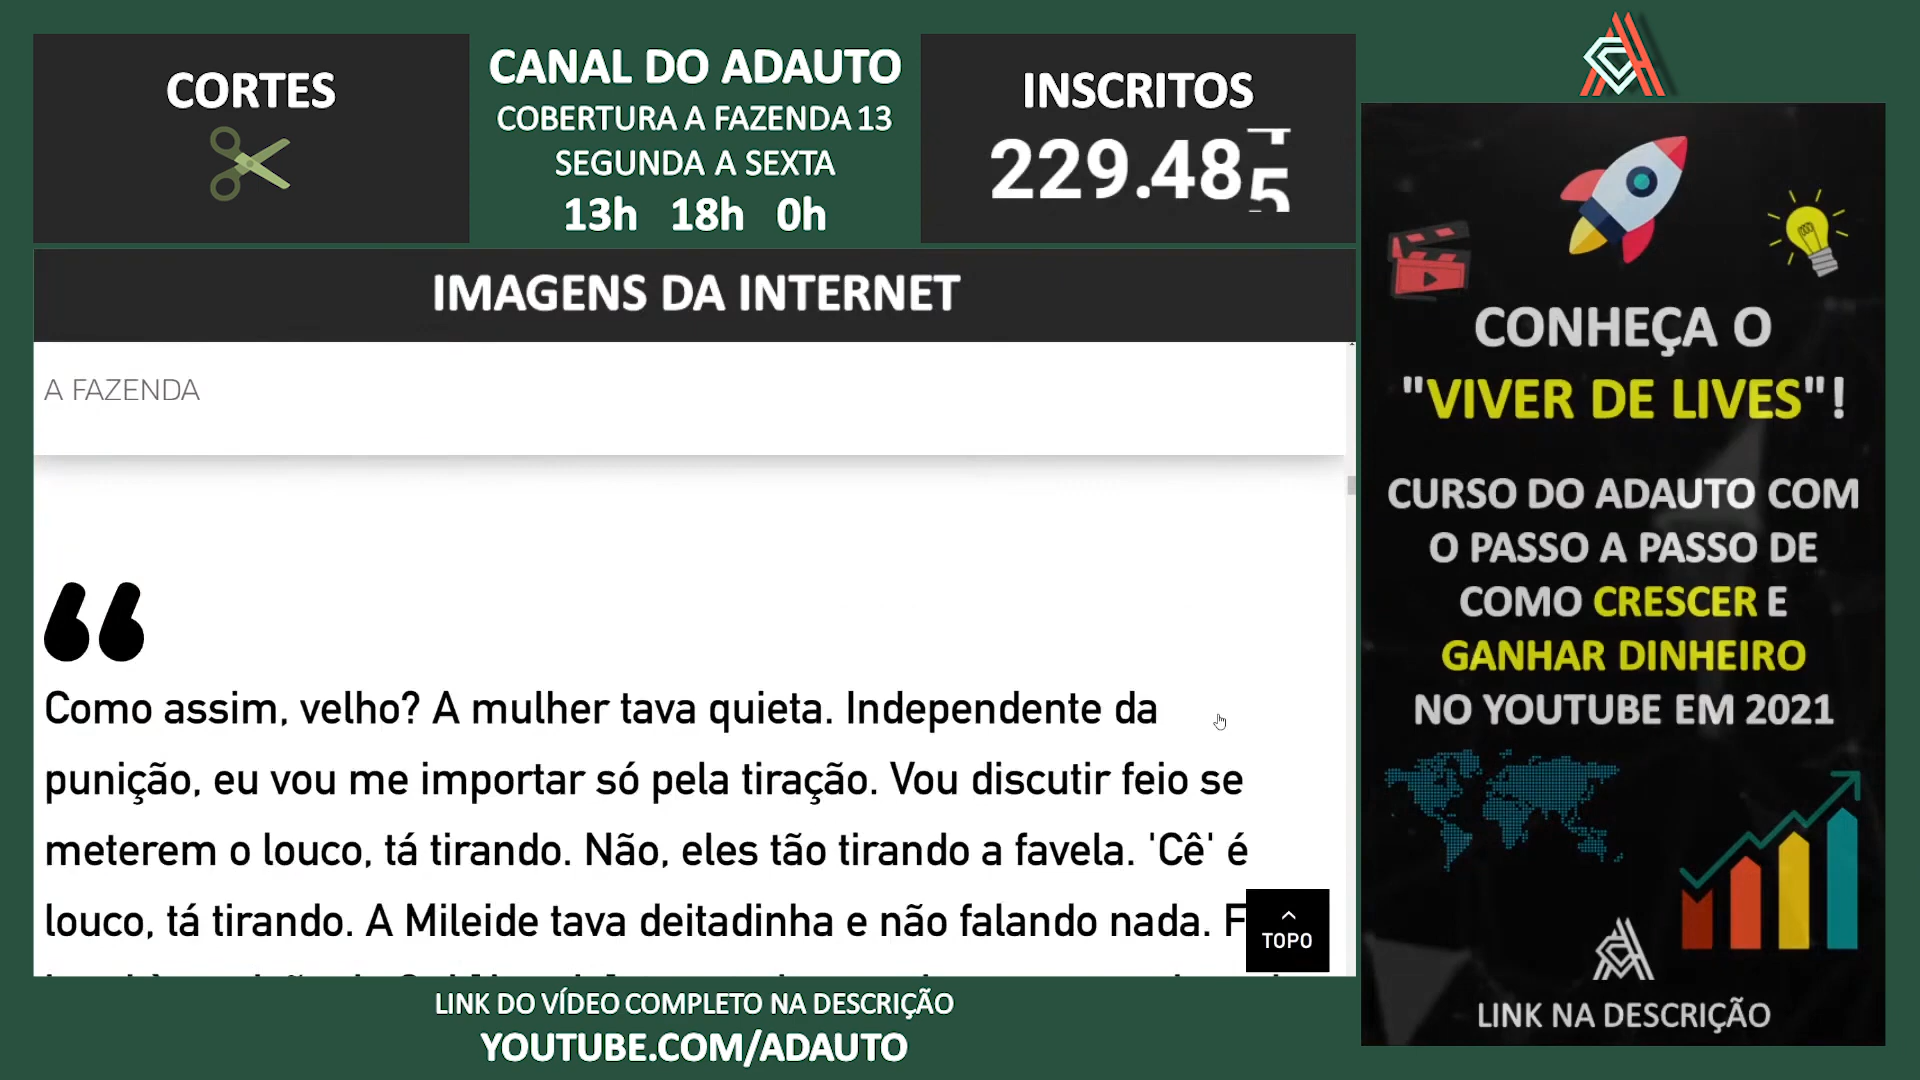 CORTES
CANAL DO ADAUTO
COBERTURA A FAZENDA 13
SEGUNDA A SEXTA
13h 18h 0h
INSCRITOS
229.48
IMAGENS DA INTERNET
A FAZENDA
“
Como assim, velho? A mulher tava quieta. Independente da
punição, eu vou me importar só pela tiração. Vou discutir feio se
meterem o louco, tá tirando. Não, eles tão tirando a favela. 'Cê' é
louco, tá tirando. A Mileide tava deitadinha e não falando nada. F
TOPO
LINK DO VÍDEO COMPLETO NA DESCRIÇÃO
YOUTUBE.COM/ADAUTO
CONHEÇA O
"VIVER DE LIVES"!
CURSO DO ADAUTO COM
O PASSO A PASSO DE
COMO CRESCER E
GANHAR DINHEIRO
NO YOUTUBE EM 2021
LINK NA DESCRIÇÃO